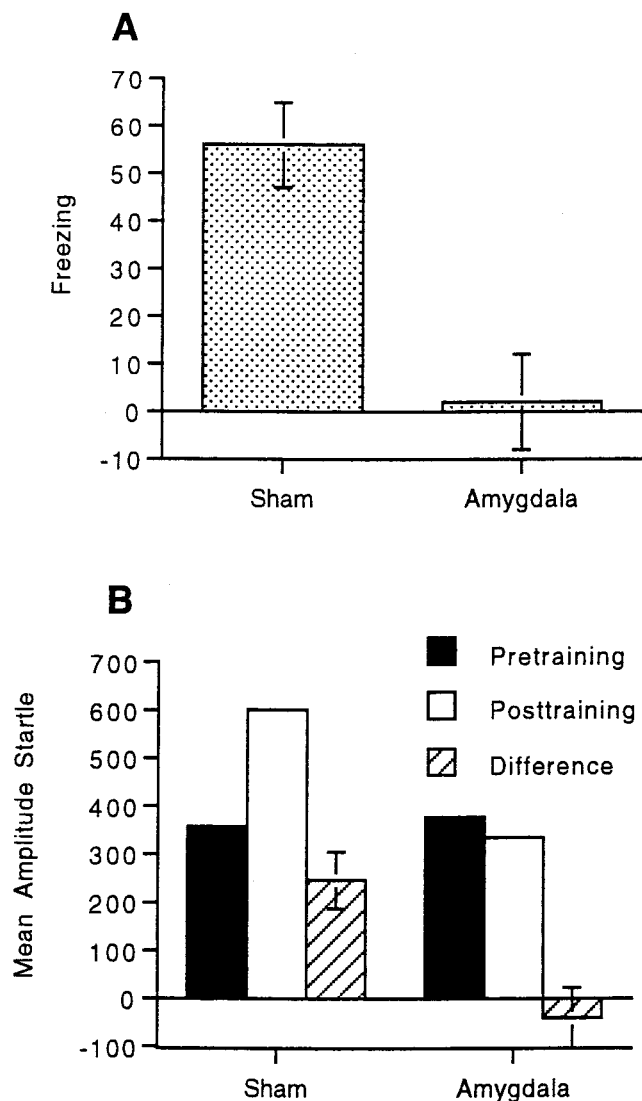 A
70
60
50
40
30
20
10
0
-10
Freezing
Sham Amygdala
B
700
600
500
400
300
200
100
0
-100
Mean Amplitude Startle
Pretraining
Posttraining
Difference
Sham Amygdala